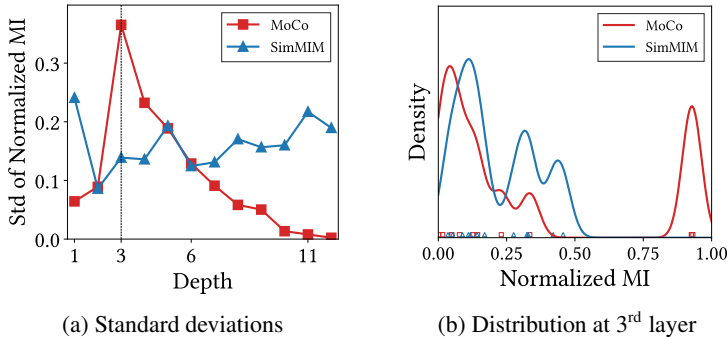 Std of Normalized MI
0.3
0.2
0.1
0.0
MoCo
SimMIM
1
3
6
11
Depth
(a) Standard deviations
Density
MoCo
SimMIM
0.00
0.25
0.50
0.75
1.00
Normalized MI
(b) Distribution at 3rd layer